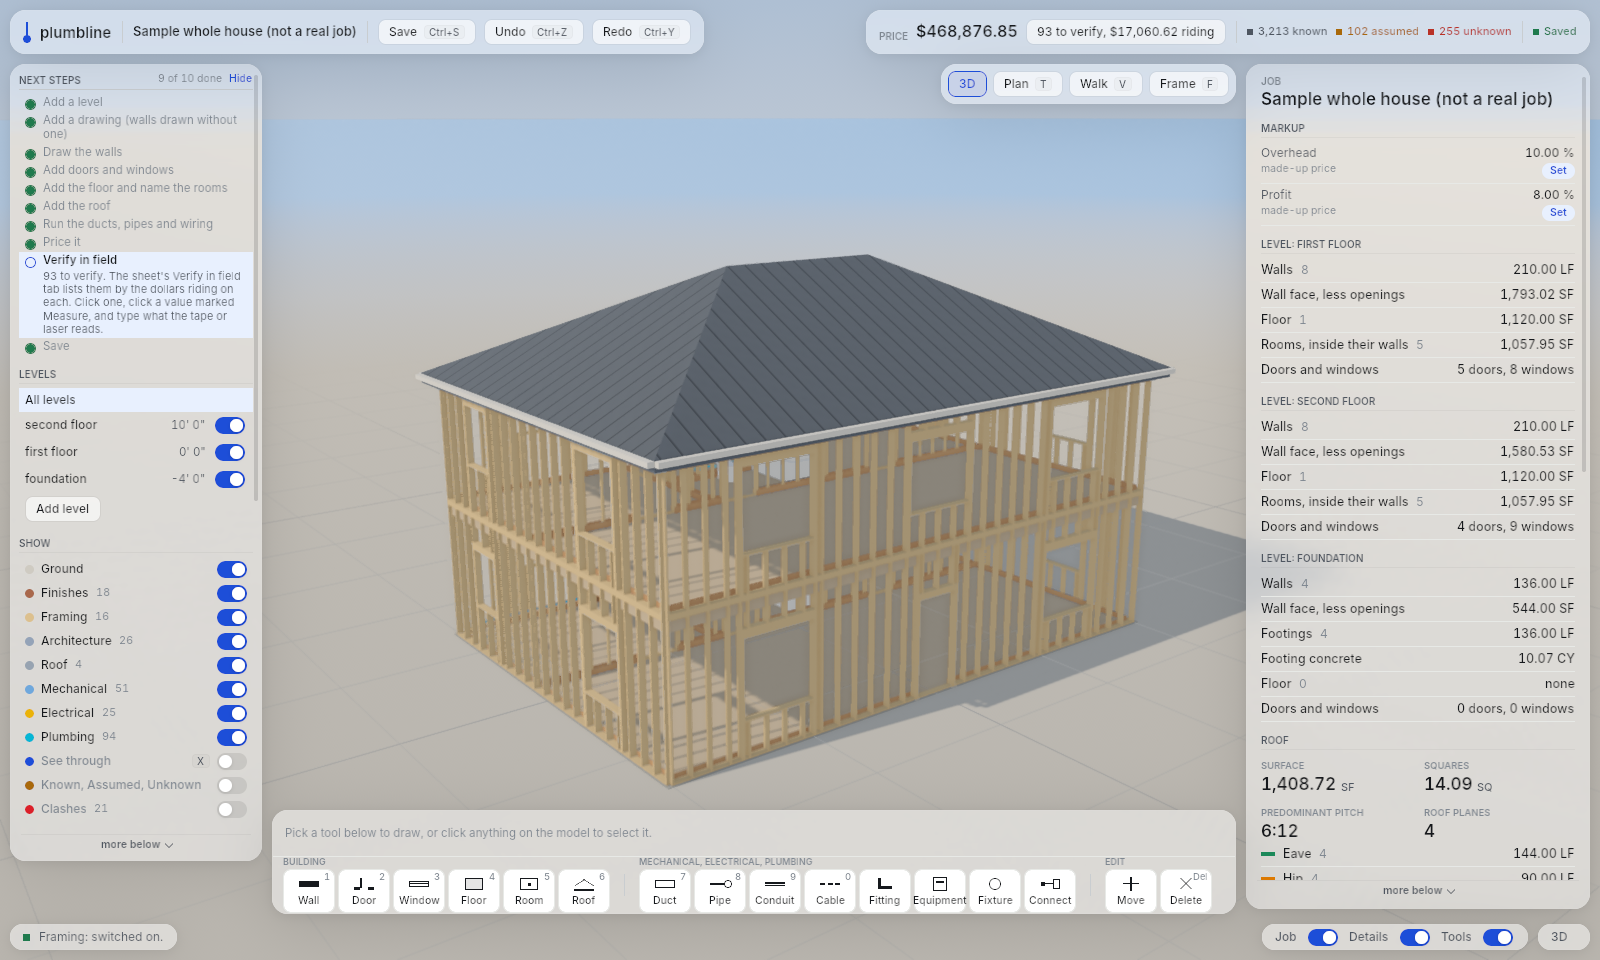 plumbline
Sample whole house (not a real job)
Save Ctrl+S
Undo Ctrl+Z
Redo Ctrl+Y
PRICE $468,876.85
93 to verify, $17,060.62 riding
3,213 known
102 assumed
255 unknown
Saved
NEXT STEPS 9 of 10 done Hide
Add a level
Add a drawing (walls drawn without
one)
Draw the walls
Add doors and windows
Add the floor and name the rooms
Add the roof
Run the ducts, pipes and wiring
Price it
Verify in field
93 to verify. The sheet's Verify in field
tab lists them by the dollars riding on
each. Click one, click a value marked
Measure, and type what the tape or
laser reads.
Save
LEVELS
All levels
second floor 10' 0"
first floor 0' 0"
foundation -4' 0"
Add level
SHOW
Ground
Finishes 18
Framing 16
Architecture 26
Roof 4
Mechanical 51
Electrical 25
Plumbing 94
See through X
Known, Assumed, Unknown
Clashes 21
more below
Framing: switched on.
3D
Plan T
Walk V
Frame F
Pick a tool below to draw, or click anything on the model to select it.
BUILDING
Wall 1
Door 2
Window 3
Floor 4
Room 5
Roof 6
MECHANICAL, ELECTRICAL, PLUMBING
Duct 7
Pipe 8
Conduit 9
Cable 0
Fitting
Equipment
Fixture
Connect
EDIT
Move
Delete Del
JOB
Sample whole house (not a real job)
MARKUP
Overhead 10.00 %
made-up price Set
Profit 8.00 %
made-up price Set
LEVEL: FIRST FLOOR
Walls 8 210.00 LF
Wall face, less openings 1,793.02 SF
Floor 1 1,120.00 SF
Rooms, inside their walls 5 1,057.95 SF
Doors and windows 5 doors, 8 windows
LEVEL: SECOND FLOOR
Walls 8 210.00 LF
Wall face, less openings 1,580.53 SF
Floor 1 1,120.00 SF
Rooms, inside their walls 5 1,057.95 SF
Doors and windows 4 doors, 9 windows
LEVEL: FOUNDATION
Walls 4 136.00 LF
Wall face, less openings 544.00 SF
Footings 4 136.00 LF
Footing concrete 10.07 CY
Floor 0 none
Doors and windows 0 doors, 0 windows
ROOF
SURFACE SQUARES
1,408.72 SF 14.09 SQ
PREDOMINANT PITCH ROOF PLANES
6:12 4
Eave 4 144.00 LF
Hip 4 90.00 LF
more below
Job Details Tools 3D